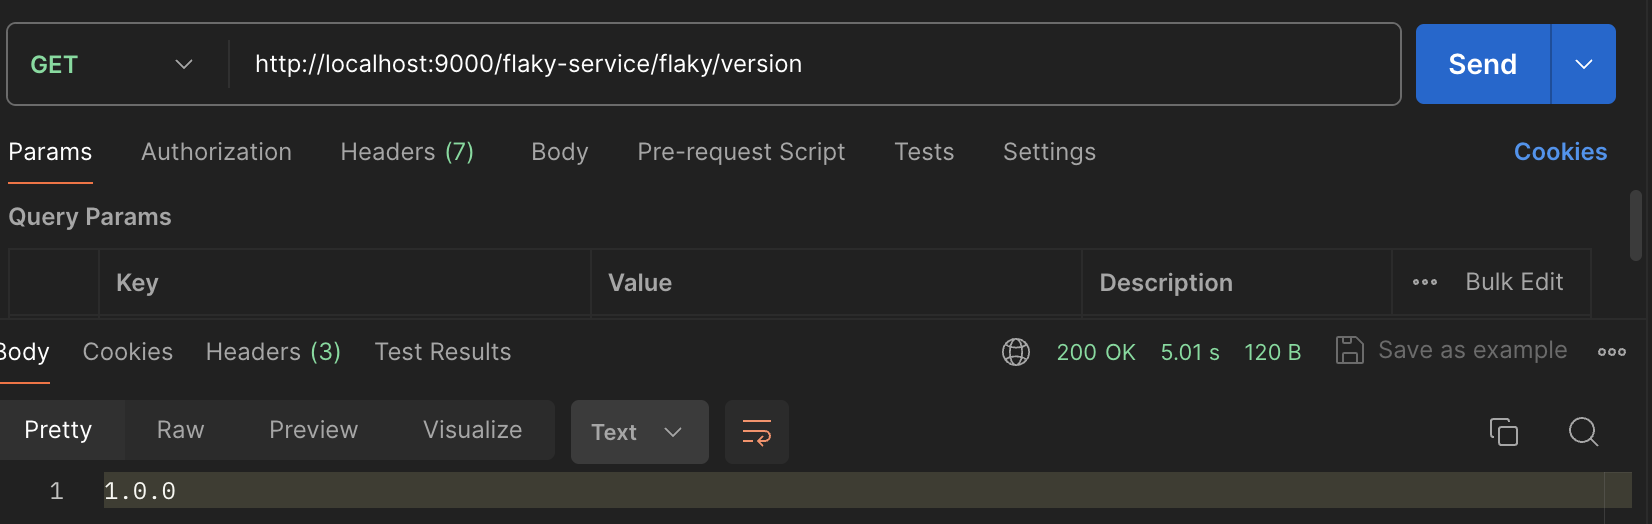 GET http://localhost:9000/flaky-service/flaky/version Send
Params Authorization Headers (7) Body Pre-request Script Tests Settings Cookies
Query Params
Key Value Description Bulk Edit
Body Cookies Headers (3) Test Results 200 OK 5.01 s 120 B Save as example
Pretty Raw Preview Visualize Text
1 1.0.0